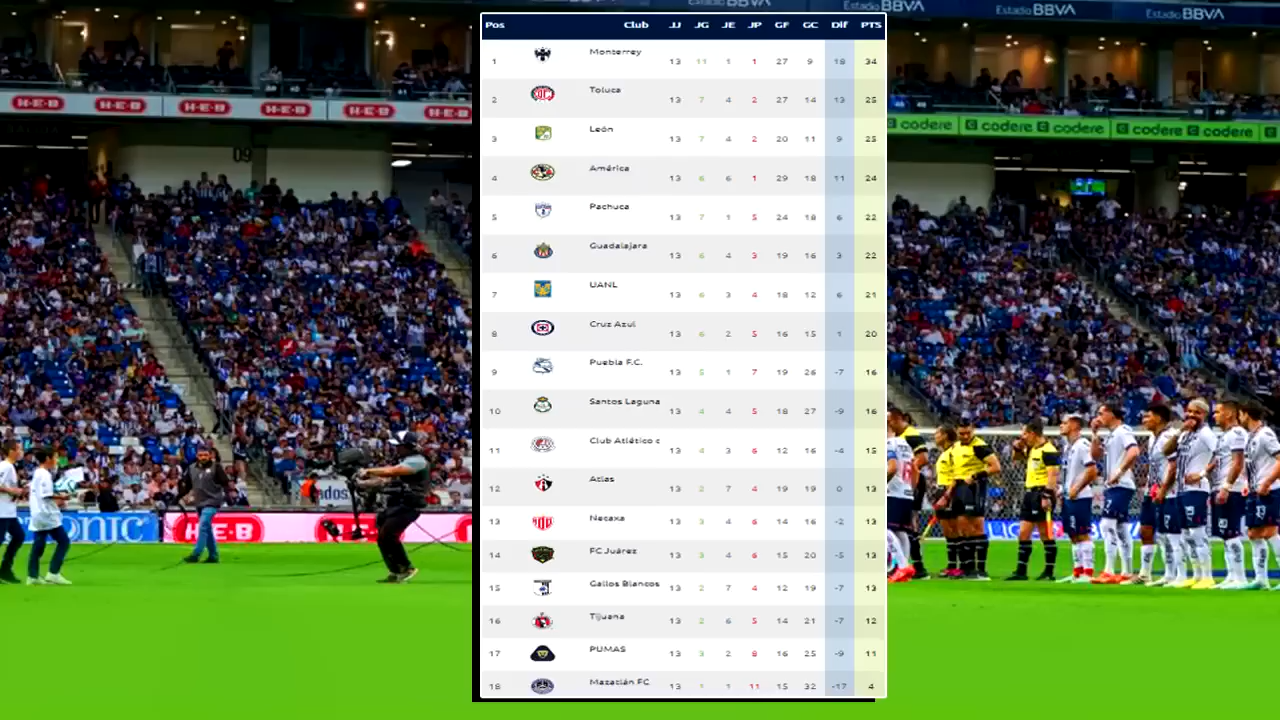 Estadio BBVA
Estadio BBVA
BBVA
H-E-B H-E-B H-E-B H-E-B H-E-B H-E-B
codere codere codere codere codere
09
Pos Club JJ JG JE JP GF GC Dif PTS
1 Monterrey 13 11 1 1 27 9 18 34
2 Toluca 13 7 4 2 27 14 13 25
3 León 13 7 4 2 20 11 9 25
4 América 13 6 6 1 29 18 11 24
5 Pachuca 13 7 1 5 24 18 6 22
6 Guadalajara 13 6 4 3 19 16 3 22
7 UANL 13 6 3 4 18 12 6 21
8 Cruz Azul 13 6 2 5 16 15 1 20
9 Puebla F.C. 13 5 1 7 19 26 -7 16
10 Santos Laguna 13 4 4 5 18 27 -9 16
11 Club Atlético c 13 4 3 6 12 16 -4 15
12 Atlas 13 2 7 4 19 19 0 13
13 Necaxa 13 3 4 6 14 16 -2 13
14 FC Juárez 13 3 4 6 15 20 -5 13
15 Gallos Blancos 13 2 7 4 12 19 -7 13
16 Tijuana 13 2 6 5 14 21 -7 12
17 PUMAS 13 3 2 8 16 25 -9 11
18 Mazatlán FC 13 1 1 11 15 32 -17 4
H-E-B